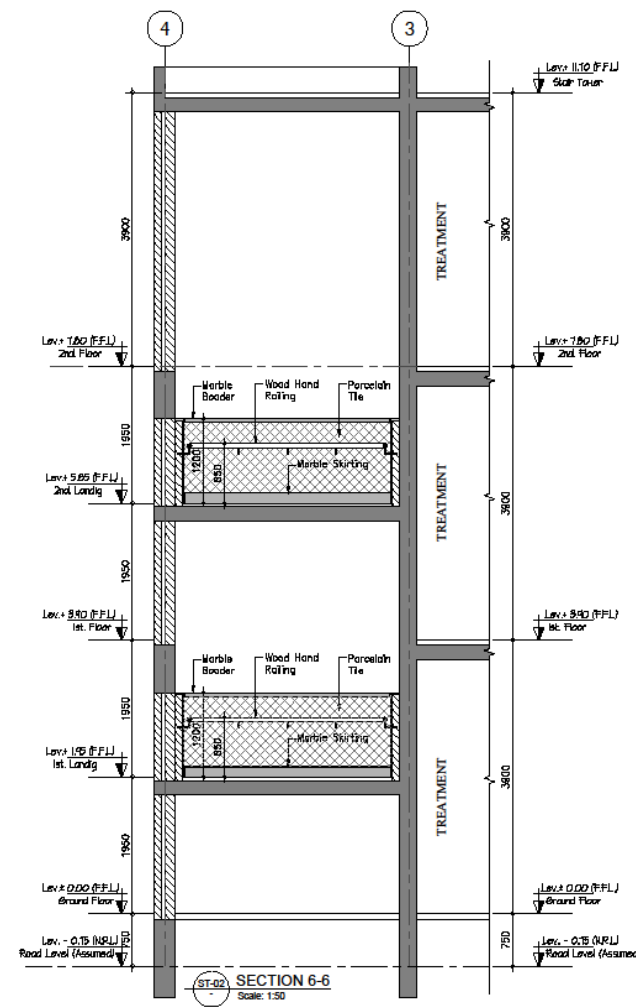 4
3
Lev.+ 11.70 (F.F.L)
Stair Tower
3900
TREATMENT
3900
Lev.+ 7.80 (F.F.L)
2nd. Floor
Lev.+ 7.80 (F.F.L)
2nd. Floor
Marble
Boader
Wood Hand
Railing
Porcelain
Tile
1950
1200
850
Marble Skirting
Lev.+ 5.85 (F.F.L)
2nd. Landig
TREATMENT
3900
1950
Lev.+ 3.90 (F.F.L)
1st. Floor
Lev.+ 3.90 (F.F.L)
1st. Floor
Marble
Boader
Wood Hand
Railing
Porcelain
Tile
1950
1200
850
Marble Skirting
Lev.+ 1.95 (F.F.L)
1st. Landig
TREATMENT
3900
1950
Lev.± 0.00 (F.F.L)
Ground Floor
Lev.± 0.00 (F.F.L)
Ground Floor
750
750
Lev. - 0.75 (N.R.L)
Road Level (Assumed)
Lev. - 0.75 (N.R.L)
Road Level (Assumed
ST-02
-
SECTION 6-6
Scale: 1:50